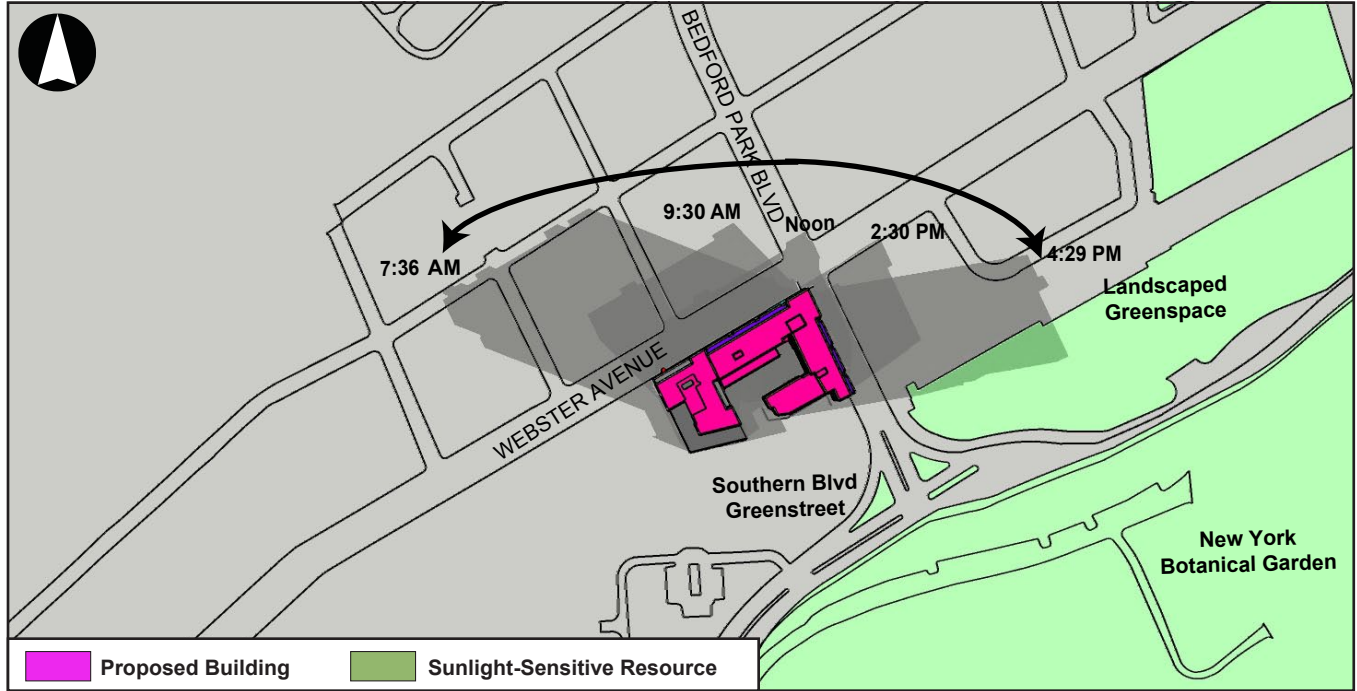 BEDFORD PARK BLVD
9:30 AM
Noon
2:30 PM
7:36 AM
4:29 PM
Landscaped
Greenspace
WEBSTER AVENUE
Southern Blvd
Greenstreet
New York
Botanical Garden
Proposed Building
Sunlight-Sensitive Resource